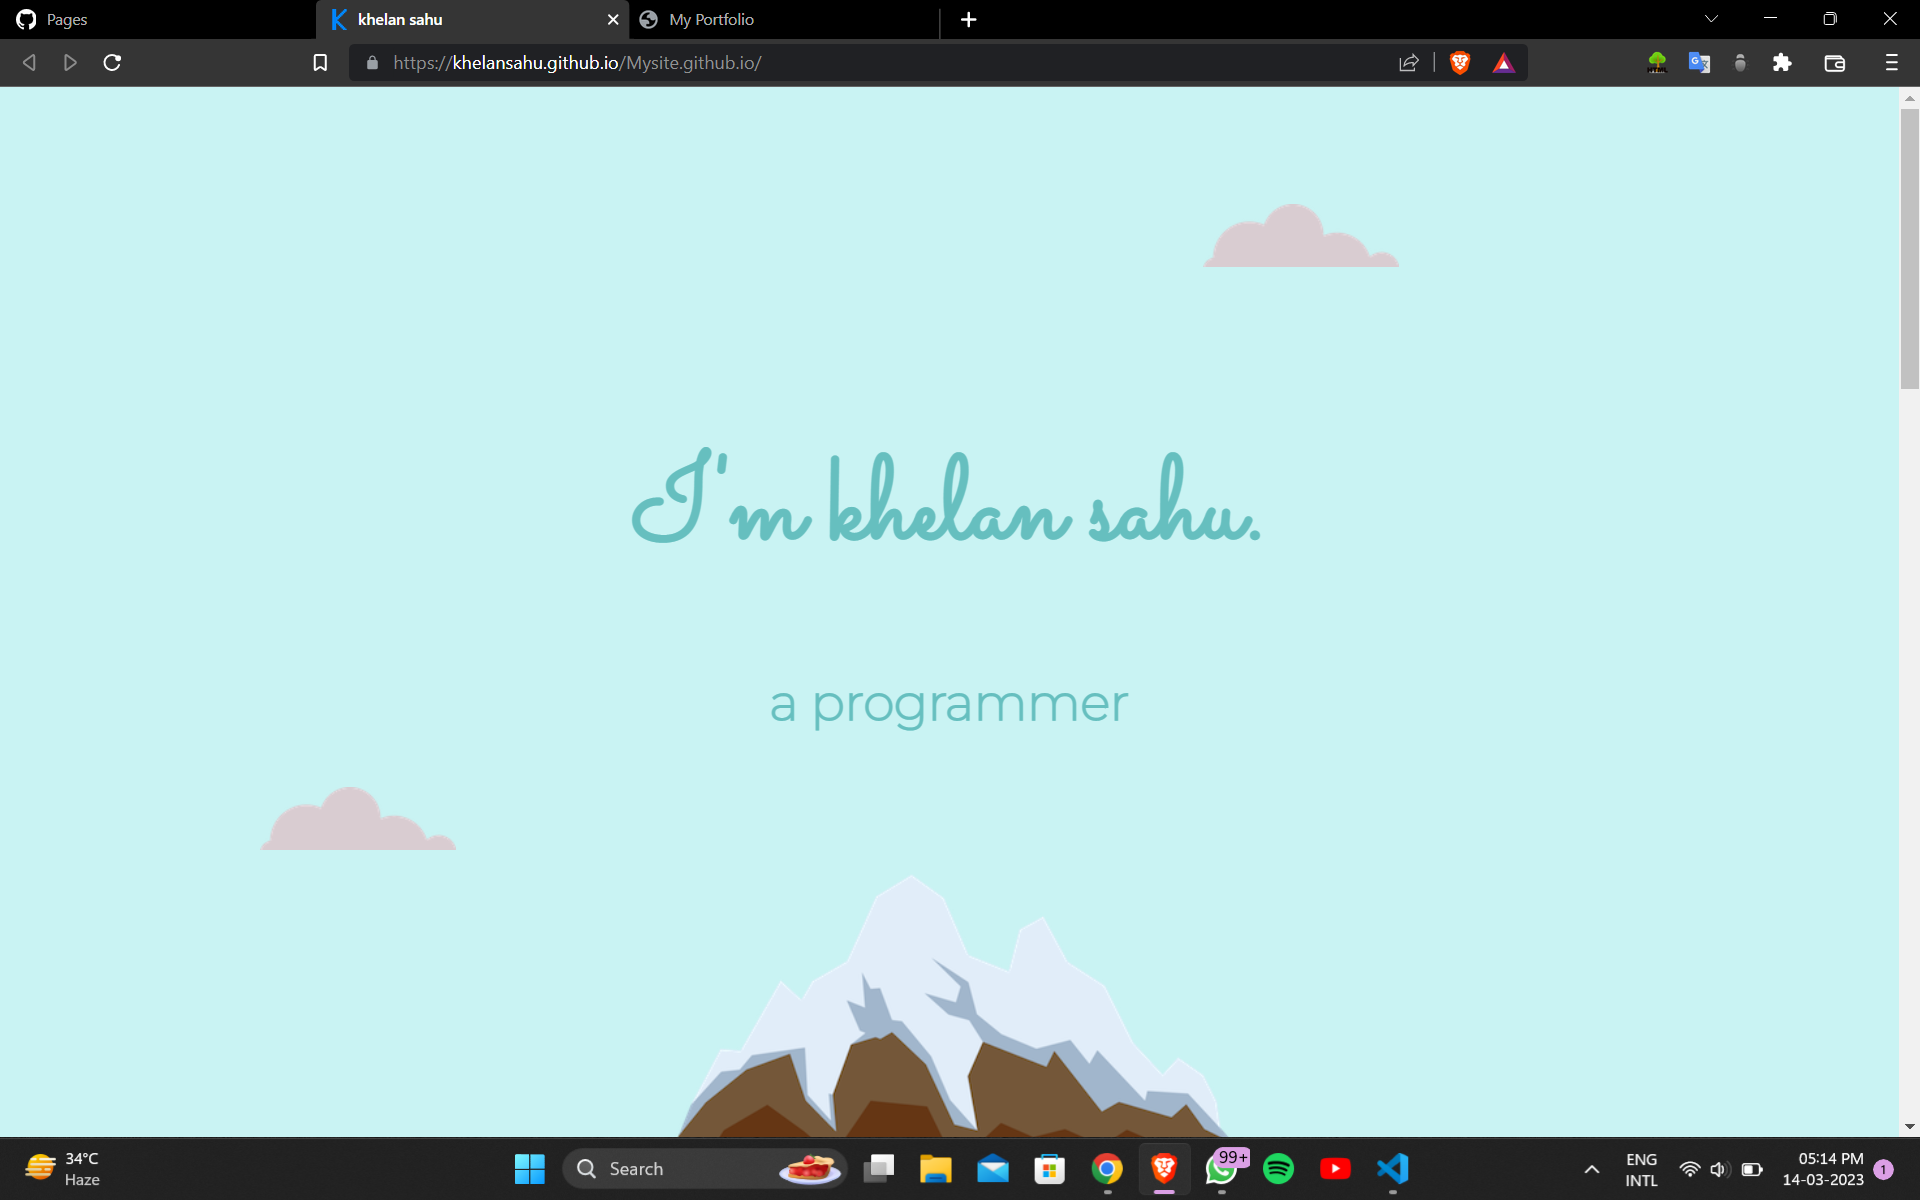 Pages
khelan sahu
My Portfolio
https://khelansahu.github.io/Mysite.github.io/
I'm khelan sahu.
a programmer
34°C
Haze
Search
99+
ENG
INTL
05:14 PM
14-03-2023
1